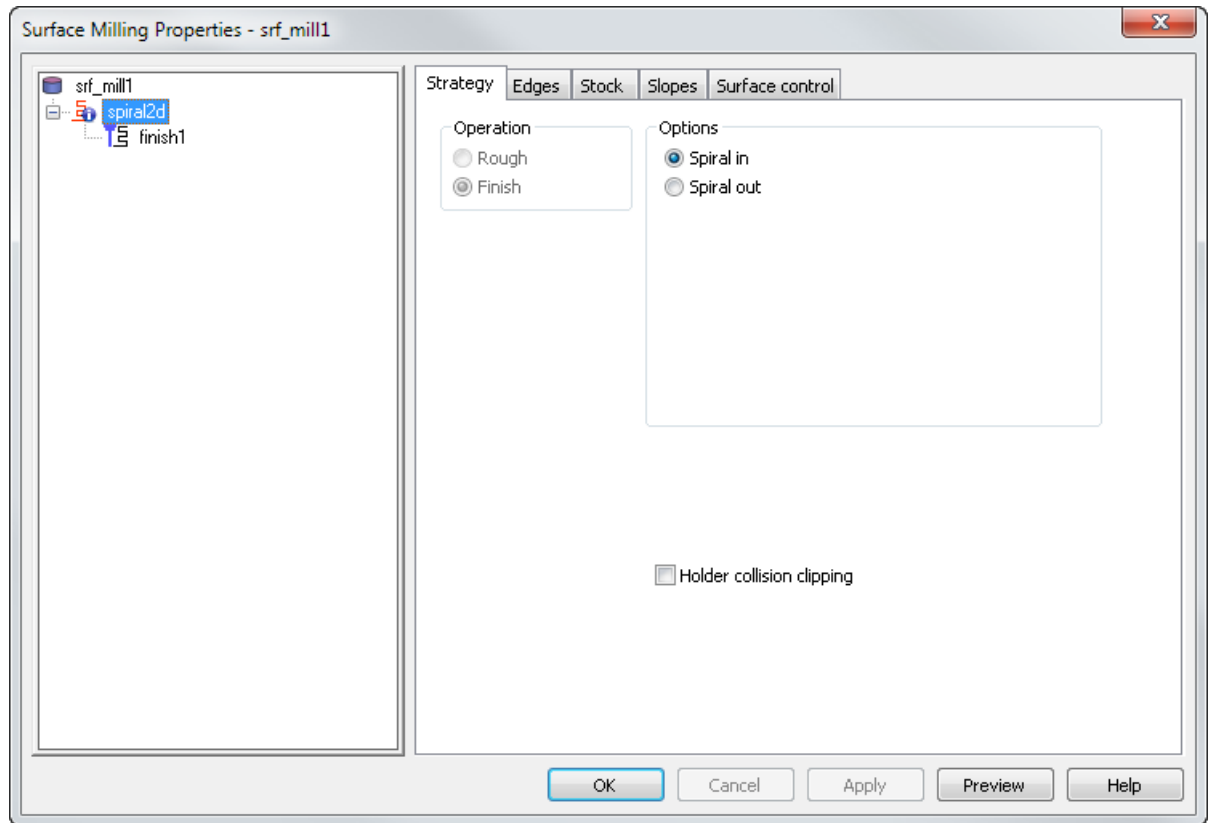 Surface Milling Properties - srf_mill1
srf_mill1
spiral2d
finish1
Strategy Edges Stock Slopes Surface control
Operation
Rough
Finish
Options
Spiral in
Spiral out
Holder collision clipping
OK Cancel Apply Preview Help